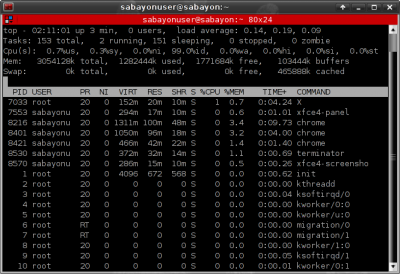 sabayonuser@sabayon:~
sabayonuser@sabayon:~ 80x24
top - 02:11:01 up 3 min, 0 users, load average: 0.14, 0.19, 0.09
Tasks: 153 total, 2 running, 151 sleeping, 0 stopped, 0 zombie
Cpu(s): 0.7%us, 0.3%sy, 0.0%ni, 99.0%id, 0.0%wa, 0.0%hi, 0.0%si, 0.0%st
Mem: 3054128k total, 1282444k used, 1771684k free, 103444k buffers
Swap: 0k total, 0k used, 0k free, 465888k cached
PID USER PR NI VIRT RES SHR S %CPU %MEM TIME+ COMMAND
7033 root 20 0 152m 20m 10m S 1 0.7 0:04.24 X
7553 sabayonu 20 0 294m 17m 10m S 0 0.6 0:01.01 xfce4-panel
8216 sabayonu 20 0 1311m 100m 48m S 0 3.4 0:09.73 chrome
8401 sabayonu 20 0 1050m 96m 18m S 0 3.2 0:04.00 chrome
8421 sabayonu 20 0 466m 42m 22m S 0 1.4 0:01.30 chrome
8530 sabayonu 20 0 372m 32m 14m S 0 1.1 0:00.69 terminator
8570 sabayonu 20 0 286m 15m 10m S 0 0.5 0:00.26 xfce4-screensho
1 root 20 0 4096 672 568 S 0 0.0 0:00.62 init
2 root 20 0 0 0 0 S 0 0.0 0:00.00 kthreadd
3 root 20 0 0 0 0 S 0 0.0 0:00.04 ksoftirqd/0
4 root 20 0 0 0 0 S 0 0.0 0:00.00 kworker/0:0
5 root 20 0 0 0 0 S 0 0.0 0:00.00 kworker/u:0
6 root RT 0 0 0 0 S 0 0.0 0:00.00 migration/0
7 root RT 0 0 0 0 S 0 0.0 0:00.00 migration/1
8 root 20 0 0 0 0 S 0 0.0 0:00.00 kworker/1:0
9 root 20 0 0 0 0 S 0 0.0 0:00.05 ksoftirqd/1
10 root 20 0 0 0 0 S 0 0.0 0:00.00 kworker/0:1